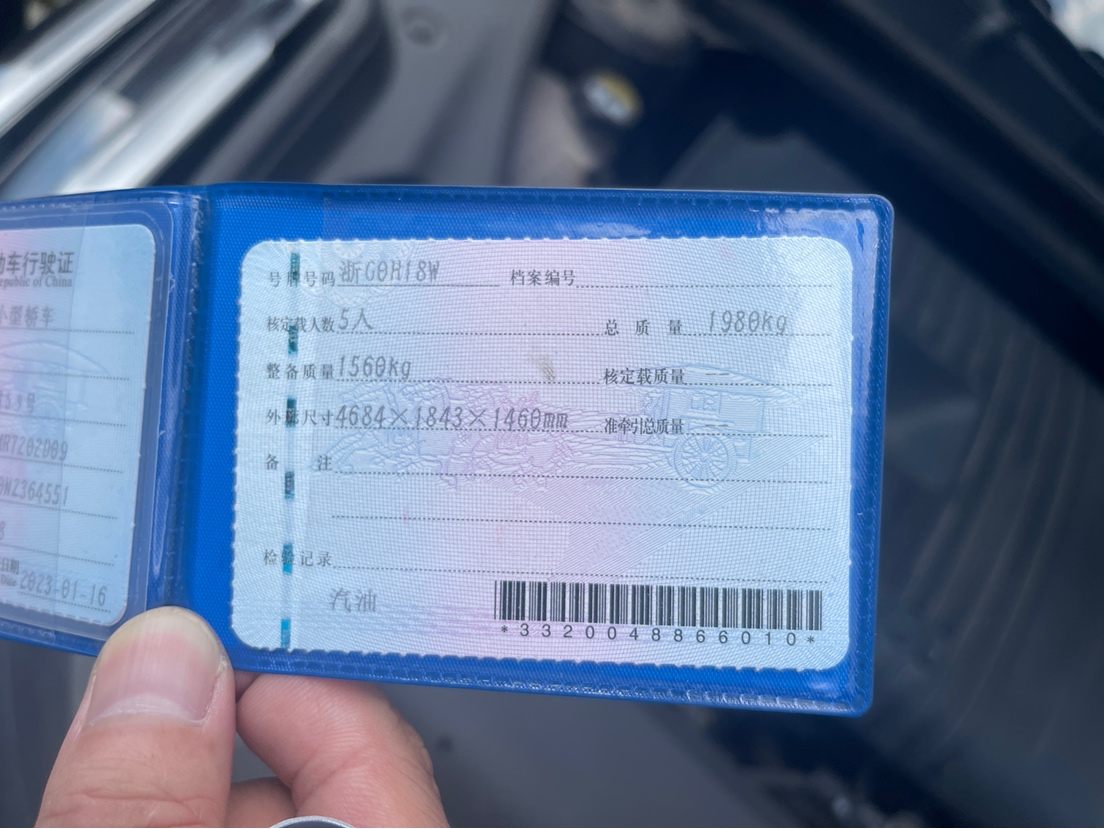 动车行驶证
epublic of China
小型轿车
2023-01-16
号牌号码 浙G0H18W 档案编号
核定载人数 5人 总质量 1980kg
整备质量 1560kg 核定载质量 --
外廓尺寸 4684×1843×1460mm 准牵引总质量
备注
检验记录
汽油
*3320048866010*